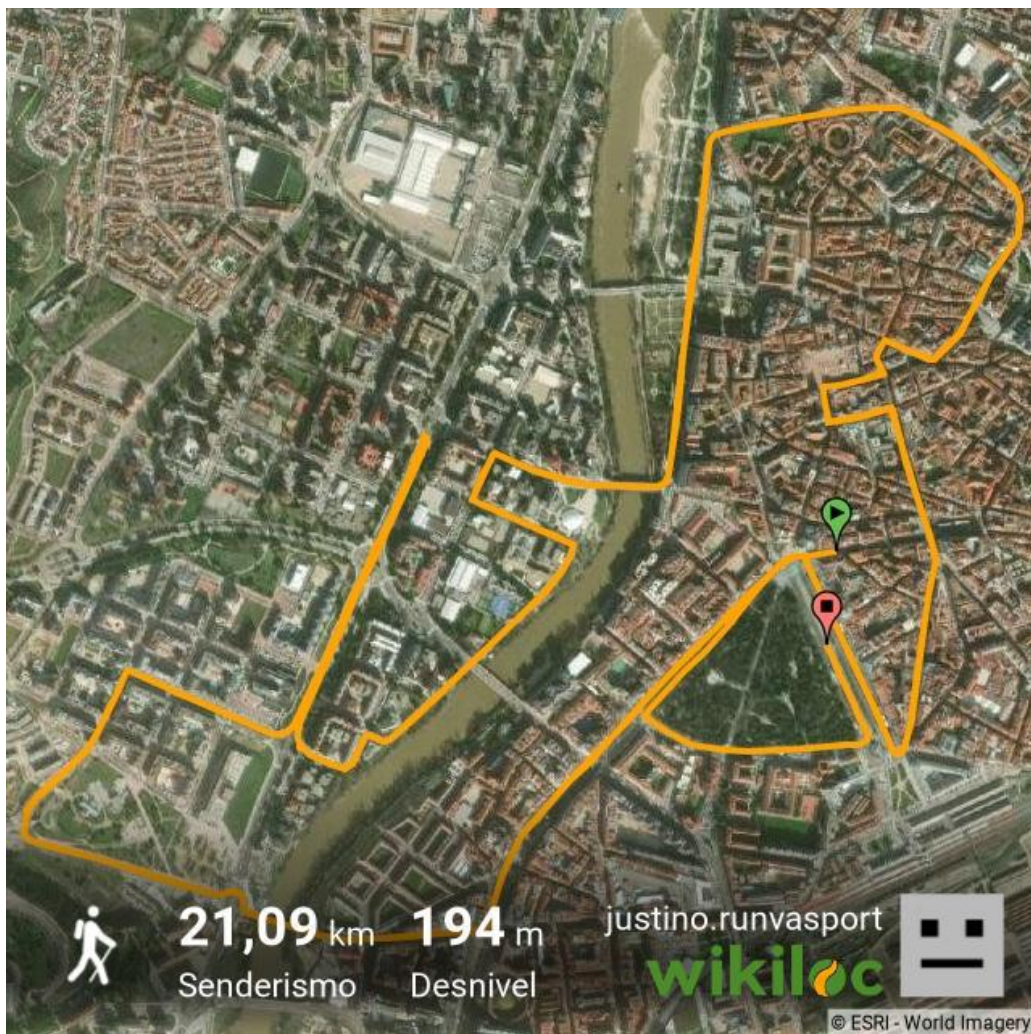 21,09 km
Senderismo
194 m
Desnivel
justino.runvasport
wikiloc
© ESRI - World Imagery